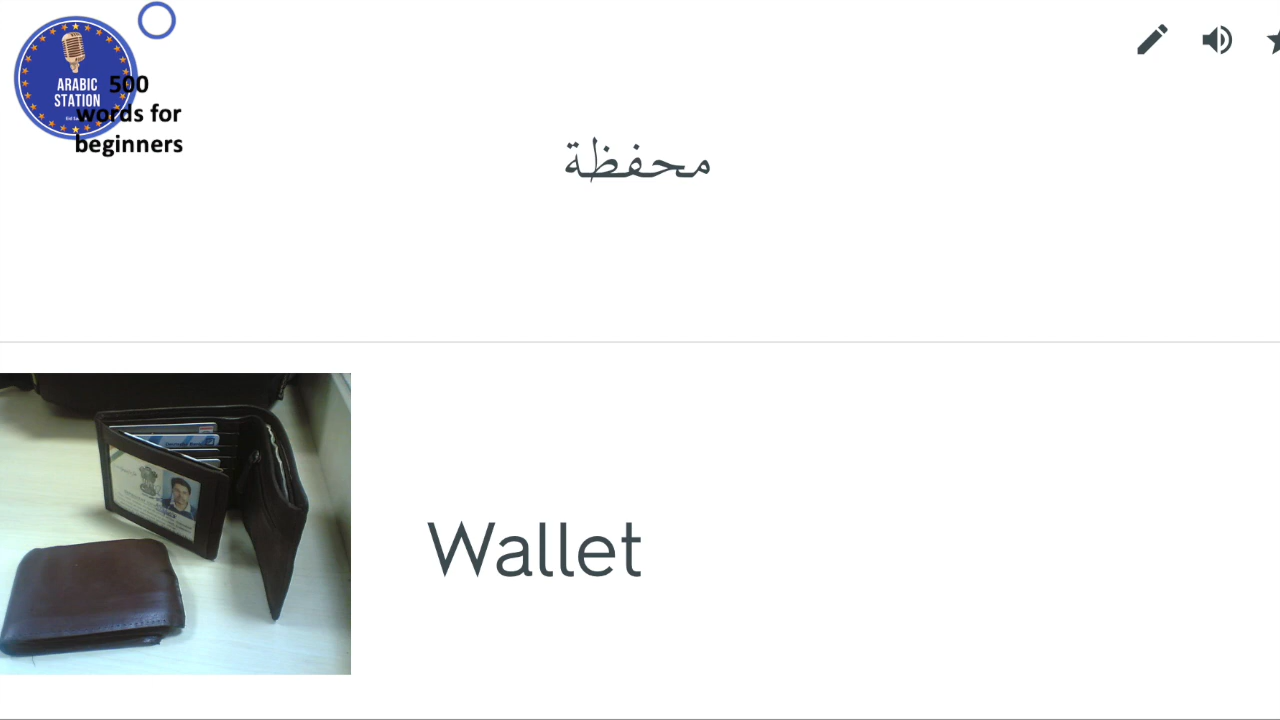 ARABIC
STATION
500
words for
beginners
محفظة
Wallet